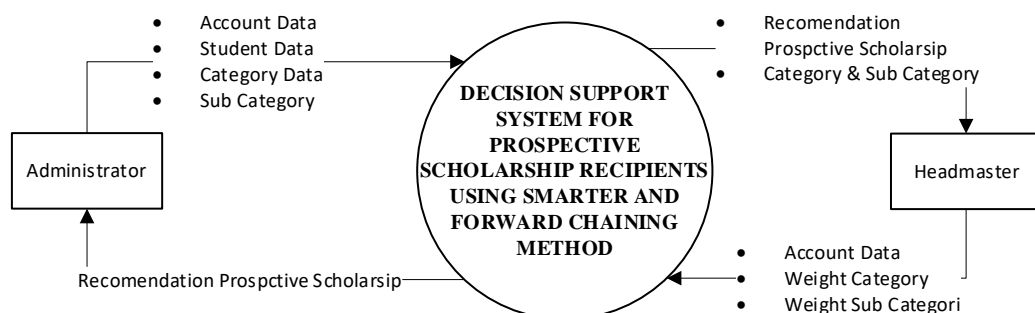 • Account Data
• Student Data
• Category Data
• Sub Category
• Recomendation
Prospctive Scholarsip
• Category & Sub Category
DECISION SUPPORT
SYSTEM FOR
PROSPECTIVE
SCHOLARSHIP RECIPIENTS
USING SMARTER AND
FORWARD CHAINING
METHOD
Administrator
Headmaster
Recomendation Prospctive Scholarsip
• Account Data
• Weight Category
• Weight Sub Categori